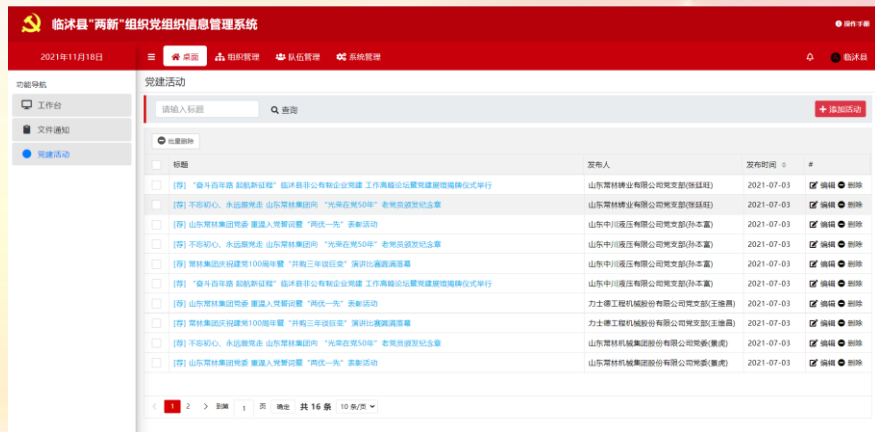 临沭县"两新"组织党组织信息管理系统
操作手册
2021年11月18日
桌面 组织管理 队伍管理 系统管理
临沭县
功能导航
工作台
文件通知
党建活动
党建活动
请输入标题 查询 添加活动
批量删除
标题 发布人 发布时间 #
[荐] “奋斗百年路 起航新征程” 临沭县非公有制企业党建 工作高峰论坛暨党建展馆揭牌仪式举行 山东常林铸业有限公司党支部(张廷旺) 2021-07-03 编辑 删除
[荐] 不忘初心、永远跟党走 山东常林集团向 “光荣在党50年” 老党员颁发纪念章 山东常林铸业有限公司党支部(张廷旺) 2021-07-03 编辑 删除
[荐] 山东常林集团党委 重温入党誓词暨 “两优一先” 表彰活动 山东中川液压有限公司党支部(孙本富) 2021-07-03 编辑 删除
[荐] 不忘初心、永远跟党走 山东常林集团向 “光荣在党50年” 老党员颁发纪念章 山东中川液压有限公司党支部(孙本富) 2021-07-03 编辑 删除
[荐] 常林集团庆祝建党100周年暨 “并购三年谈巨变” 演讲比赛圆满落幕 山东中川液压有限公司党支部(孙本富) 2021-07-03 编辑 删除
[荐] “奋斗百年路 起航新征程” 临沭县非公有制企业党建 工作高峰论坛暨党建展馆揭牌仪式举行 山东中川液压有限公司党支部(孙本富) 2021-07-03 编辑 删除
[荐] 山东常林集团党委 重温入党誓词暨 “两优一先” 表彰活动 力士德工程机械股份有限公司党支部(王维昌) 2021-07-03 编辑 删除
[荐] 常林集团庆祝建党100周年暨 “并购三年谈巨变” 演讲比赛圆满落幕 力士德工程机械股份有限公司党支部(王维昌) 2021-07-03 编辑 删除
[荐] 不忘初心、永远跟党走 山东常林集团向 “光荣在党50年” 老党员颁发纪念章 山东常林机械集团股份有限公司党委(景虎) 2021-07-03 编辑 删除
[荐] 山东常林集团党委 重温入党誓词暨 “两优一先” 表彰活动 山东常林机械集团股份有限公司党委(景虎) 2021-07-03 编辑 删除
1 2 到第 1 页 确定 共 16 条 10 条/页